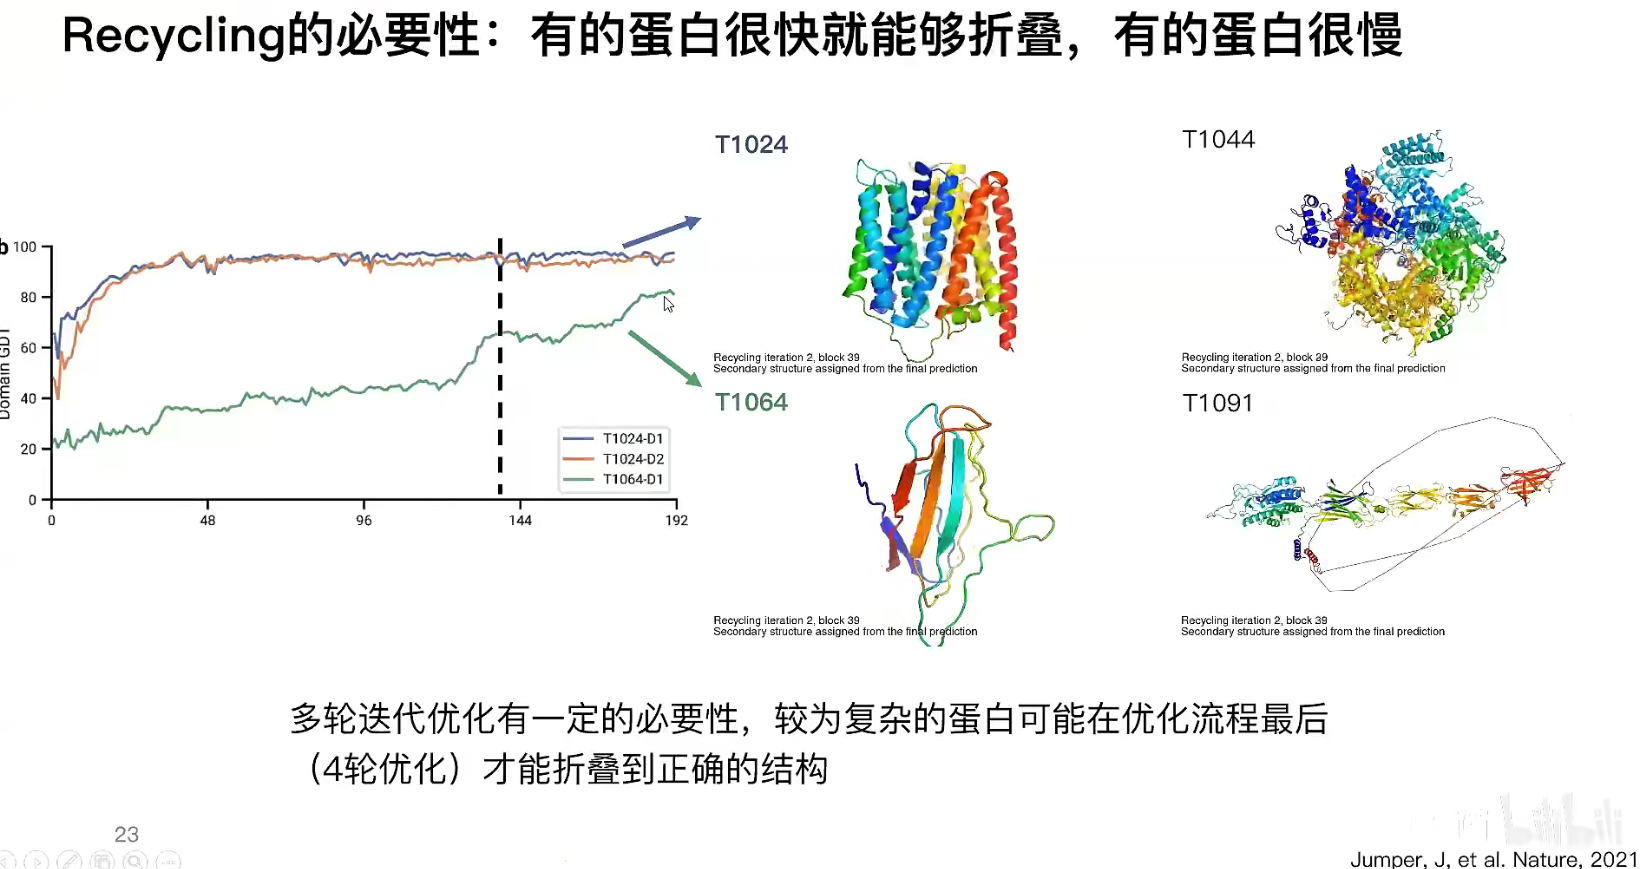 Recycling的必要性：有的蛋白很快就能够折叠，有的蛋白很慢
T1024
T1044
b
100
80
60
40
20
0
Domain GDT
0
48
96
144
192
T1024-D1
T1024-D2
T1064-D1
Recycling iteration 2, block 39
Secondary structure assigned from the final prediction
Recycling iteration 2, block 39
Secondary structure assigned from the final prediction
T1064
T1091
Recycling iteration 2, block 39
Secondary structure assigned from the final prediction
Recycling iteration 2, block 39
Secondary structure assigned from the final prediction
多轮迭代优化有一定的必要性，较为复杂的蛋白可能在优化流程最后
（4轮优化）才能折叠到正确的结构
23
bilibili
Jumper, J, et al. Nature, 2021